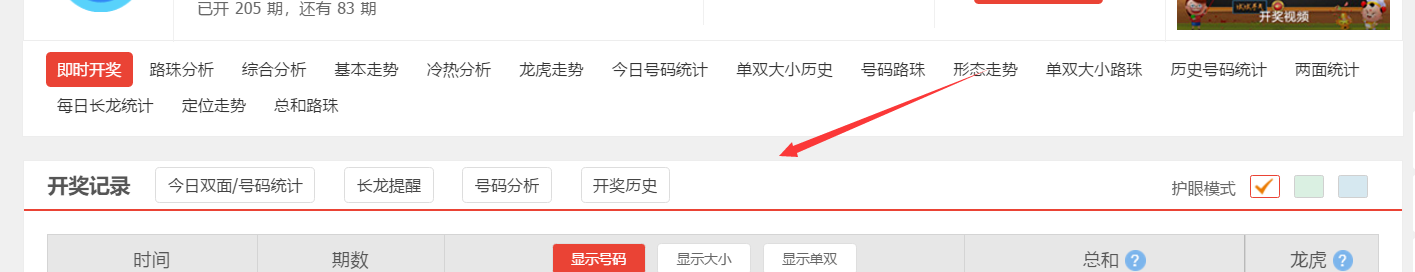 已开 205 期，还有 83 期
开奖视频
即时开奖 路珠分析 综合分析 基本走势 冷热分析 龙虎走势 今日号码统计 单双大小历史 号码路珠 形态走势 单双大小路珠 历史号码统计 两面统计
每日长龙统计 定位走势 总和路珠
开奖记录 今日双面/号码统计 长龙提醒 号码分析 开奖历史 护眼模式
时间 期数 显示号码 显示大小 显示单双 总和 ? 龙虎 ?